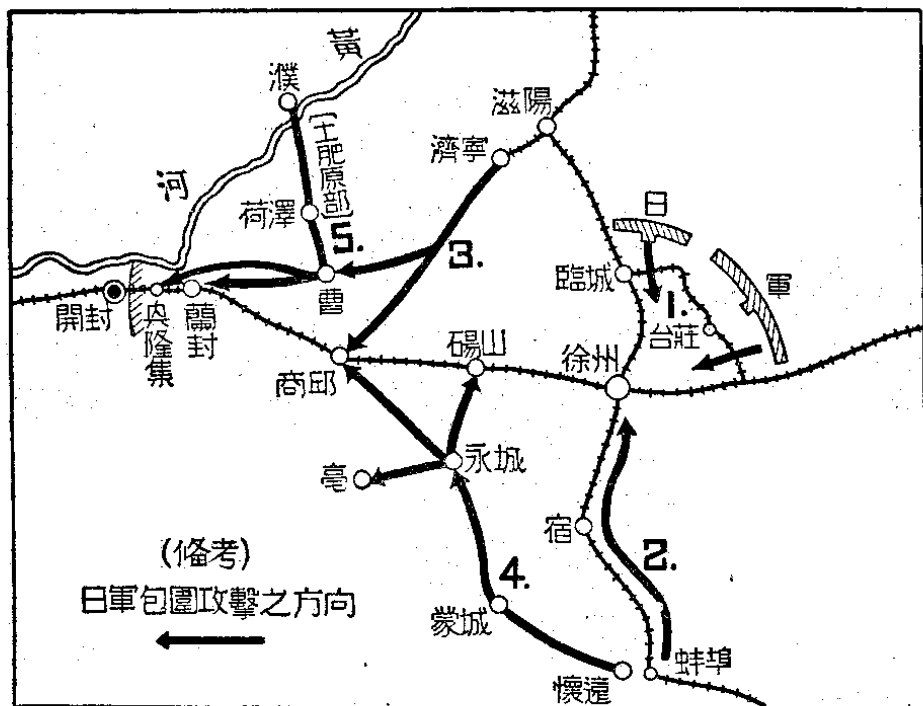 黃
河
濮
[土肥原部]
荷澤
5.
曹
滋陽
濟寧
3.
日
軍
臨城
1.
台莊
開封
興隆集
蘭封
商邱
碭山
徐州
永城
亳
宿
2.
4.
蒙城
懷遠
蚌埠
(備考)
日軍包圍攻擊之方向